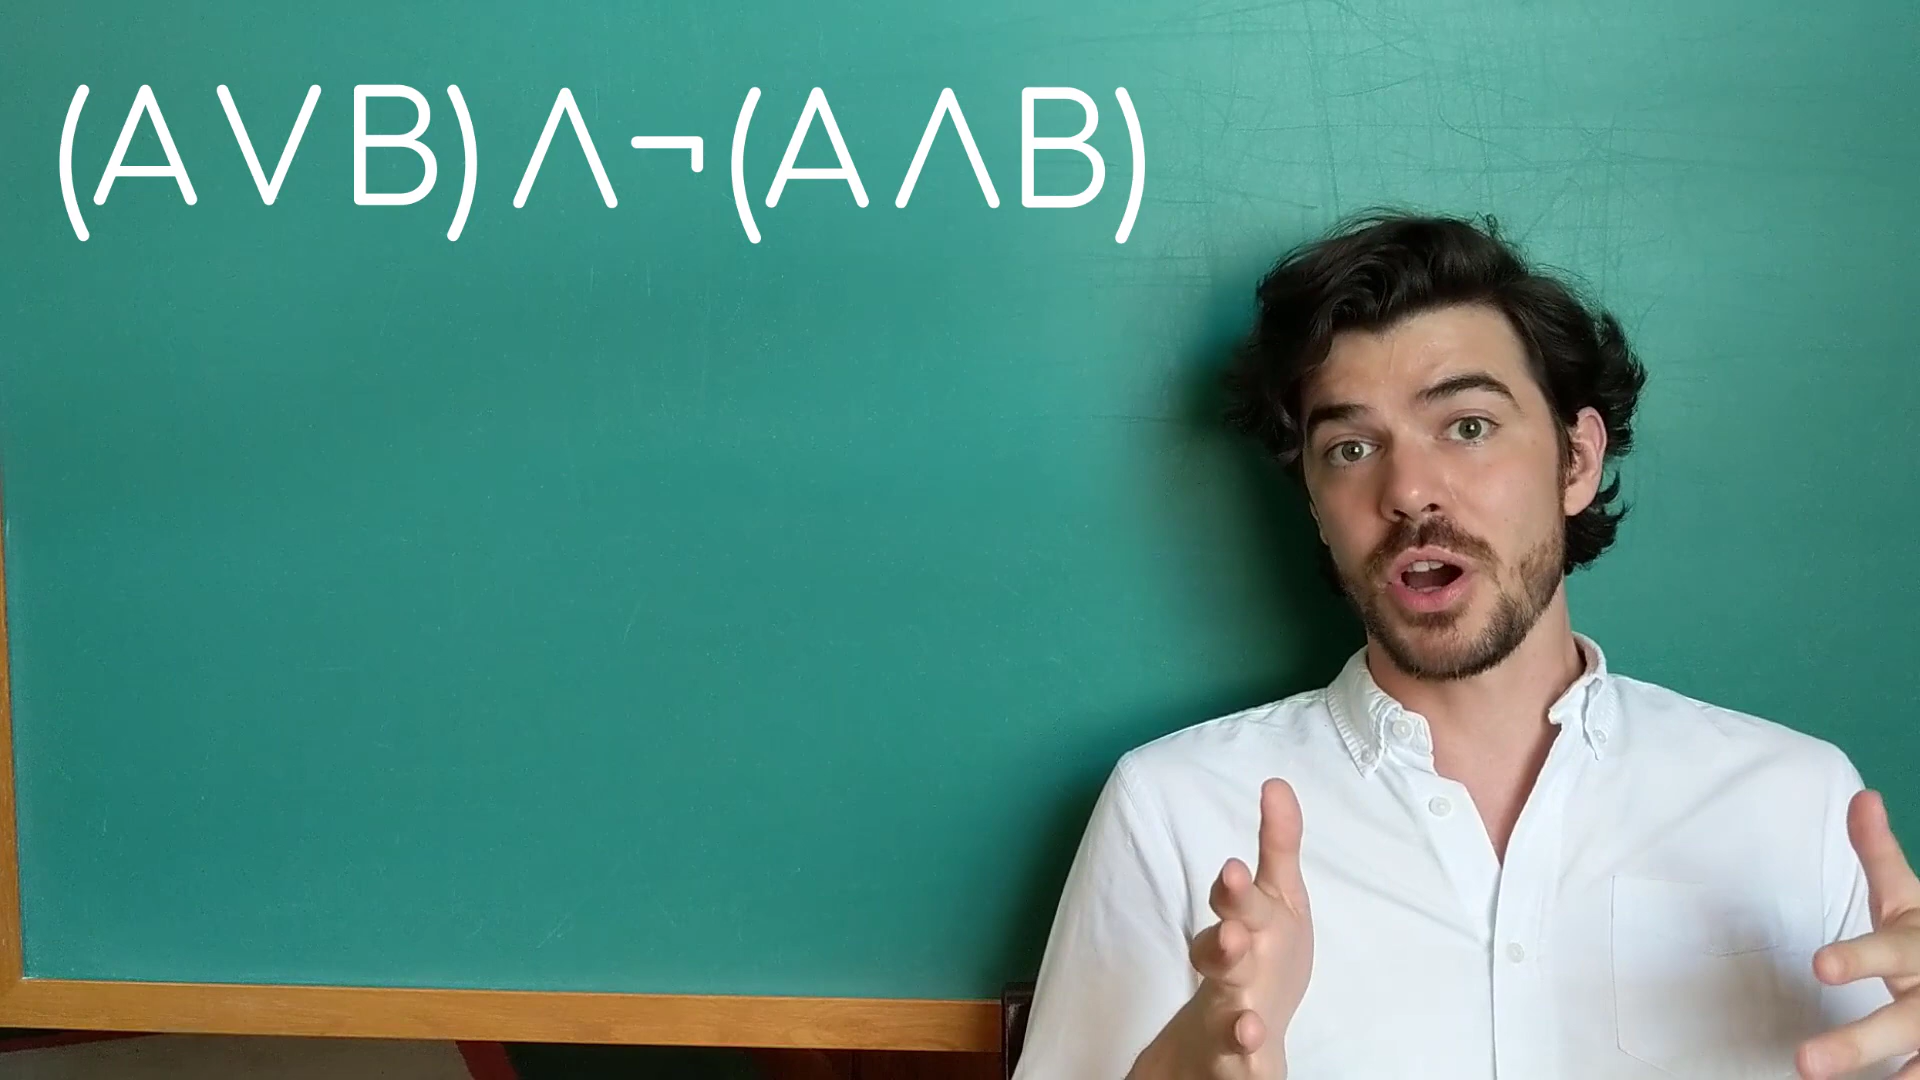 (A ∨ B) ∧ ¬ (A ∧ B)